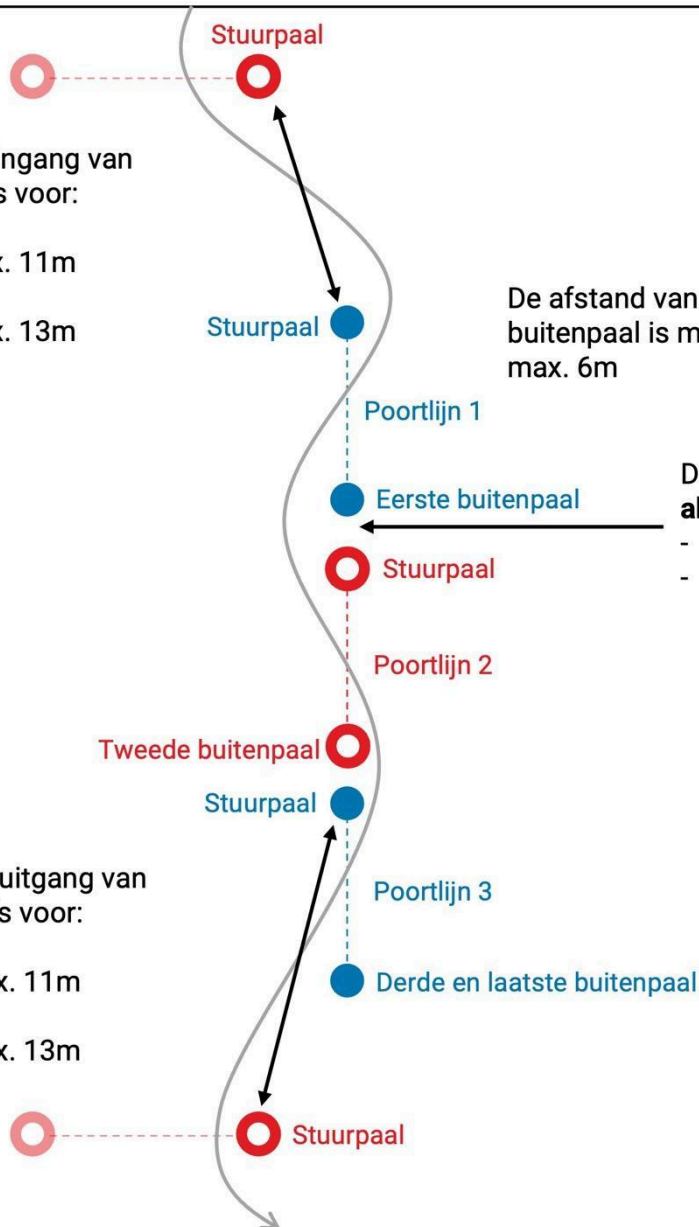 Stuurpaal
ngang van
s voor:
x. 11m
x. 13m
Stuurpaal
De afstand van
buitenpaal is m
max. 6m
Poortlijn 1
Eerste buitenpaal
D
al
-
-
Stuurpaal
Poortlijn 2
Tweede buitenpaal
Stuurpaal
uitgang van
s voor:
Poortlijn 3
x. 11m
Derde en laatste buitenpaal
x. 13m
Stuurpaal